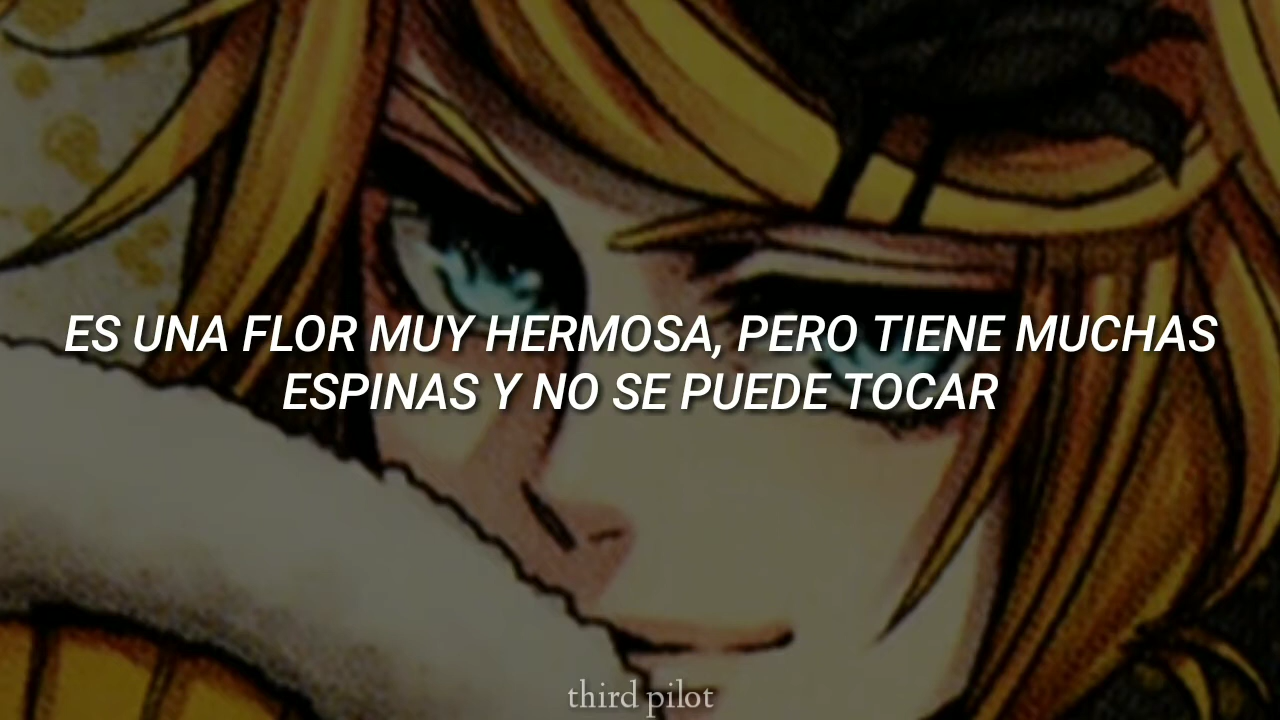 ES UNA FLOR MUY HERMOSA, PERO TIENE MUCHAS
ESPINAS Y NO SE PUEDE TOCAR
third pilot